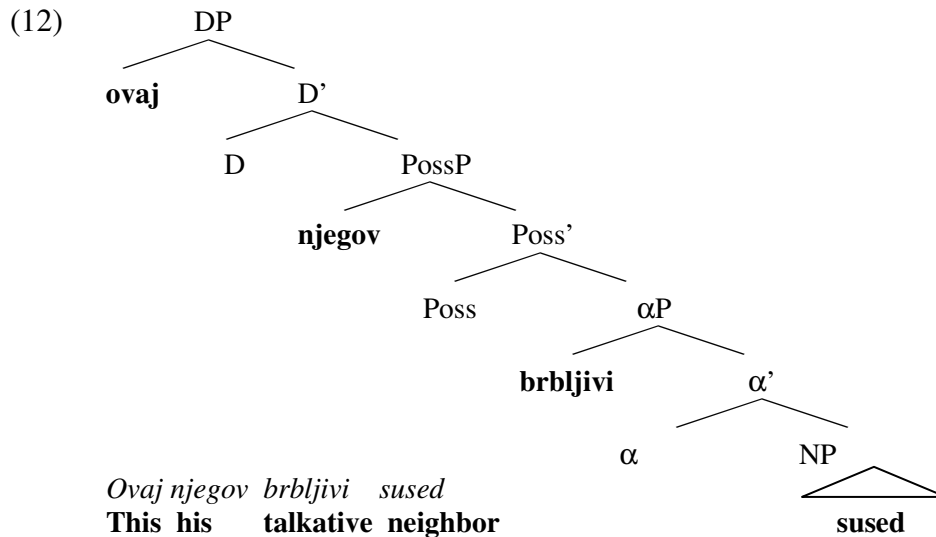 (12) DP
ovaj D’
D PossP
njegov Poss’
Poss αP
brbljivi α’
α NP
Ovaj njegov brbljivi sused
This his talkative neighbor sused